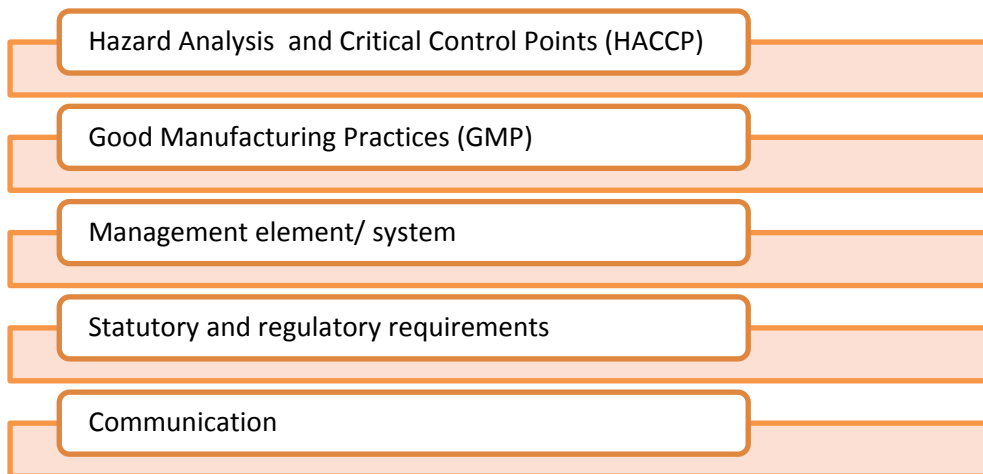 Hazard Analysis  and Critical Control Points (HACCP)
Good Manufacturing Practices (GMP)
Management element/ system
Statutory and regulatory requirements
Communication